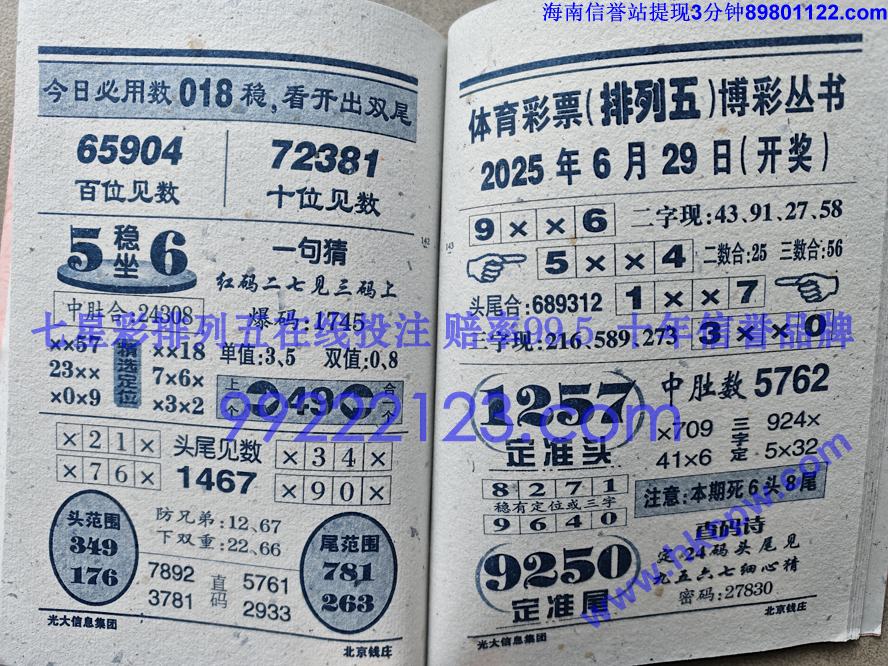 海南信誉站提现3分钟89801122.com
今日必用数018稳,看开出双尾
65904 72381
百位见数 十位见数
5稳坐6 一句猜
红码二七见三码上
中肚合:24308 爆码:1745
七星彩排列五在线投注 赔率99.5 十年信誉品牌
××57 精选定位 ××18 单值:3、5 双值:0、8
23×× 7×6×
×0×9 ×3×2
上个 49 合个
99222123.com
×21× 头尾见数 ×34×
×76× 1467 ×90×
头范围 防兄弟:12、67 尾范围
349 下双重:22、66 781
176 263
7892 直码 5761
3781 2933
光大信息集团 北京钱庄
142
143
体育彩票(排列五)博彩丛书
2025年6月29日(开奖)
9××6 二字现:43、91、27、58
5××4 二数合:25 三数合:56
头尾合:689312 1××7
三字现:216、589、273 3××0
1257 中肚数5762
定准头 ×709 三字定 924×
41×6 5×32
8271 注意:本期死6头8尾
稳有定位或三字
9640 查码诗
9250 定24码头尾见
定准尾 九五六七细心猜
密码:27830
www.hkcpw.com
光大信息集团 北京钱庄